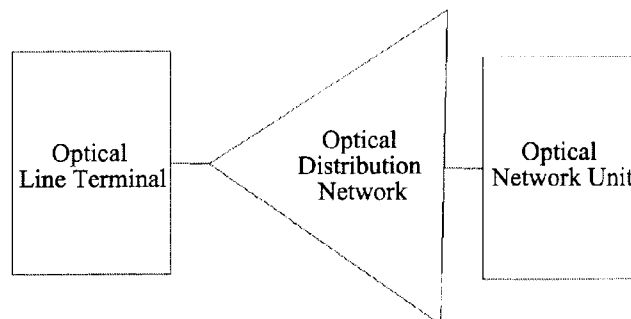 Optical
Line Terminal
Optical
Distribution
Network
Optical
Network Unit